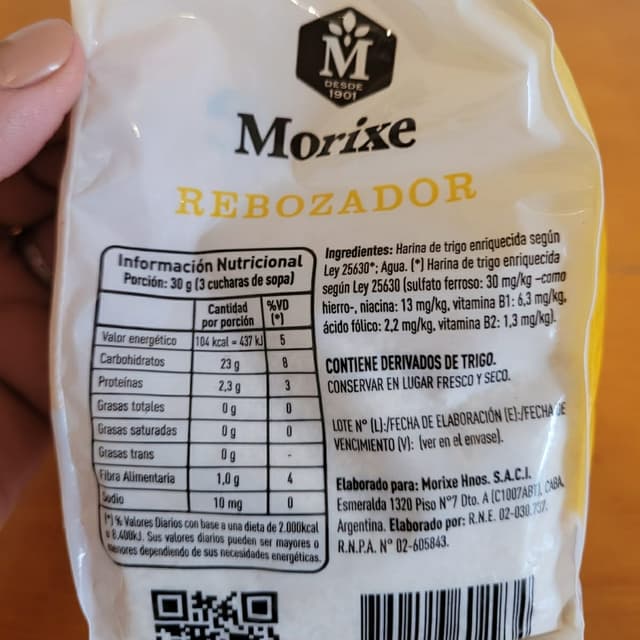 M
DESDE
1901
Morixe
REBOZADOR
Información Nutricional
Porción: 30 g (3 cucharas de sopa)
Cantidad por porción %VD (*)
Valor energético 104 kcal = 437 kJ 5
Carbohidratos 23 g 8
Proteínas 2,3 g 3
Grasas totales 0 g 0
Grasas saturadas 0 g 0
Grasas trans 0 g -
Fibra Alimentaria 1,0 g 4
Sodio 10 mg 0
(*) % Valores Diarios con base a una dieta de 2.000kcal
u 8.400kJ. Sus valores diarios pueden ser mayores o
menores dependiendo de sus necesidades energéticas.
Ingredientes: Harina de trigo enriquecida según
Ley 25630*; Agua. (*) Harina de trigo enriquecida
según Ley 25630 (sulfato ferroso: 30 mg/kg –como
hierro-, niacina: 13 mg/kg, vitamina B1: 6,3 mg/kg,
ácido fólico: 2,2 mg/kg, vitamina B2: 1,3 mg/kg).
CONTIENE DERIVADOS DE TRIGO.
CONSERVAR EN LUGAR FRESCO Y SECO.
LOTE Nº (L):/FECHA DE ELABORACIÓN (E):/FECHA DE
VENCIMIENTO (V): (ver en el envase).
Elaborado para: Morixe Hnos. S.A.C.I.
Esmeralda 1320 Piso N°7 Dto. A (C1007ABT), CABA,
Argentina. Elaborado por: R.N.E. 02-030.737.
R.N.P.A. N° 02-605843.